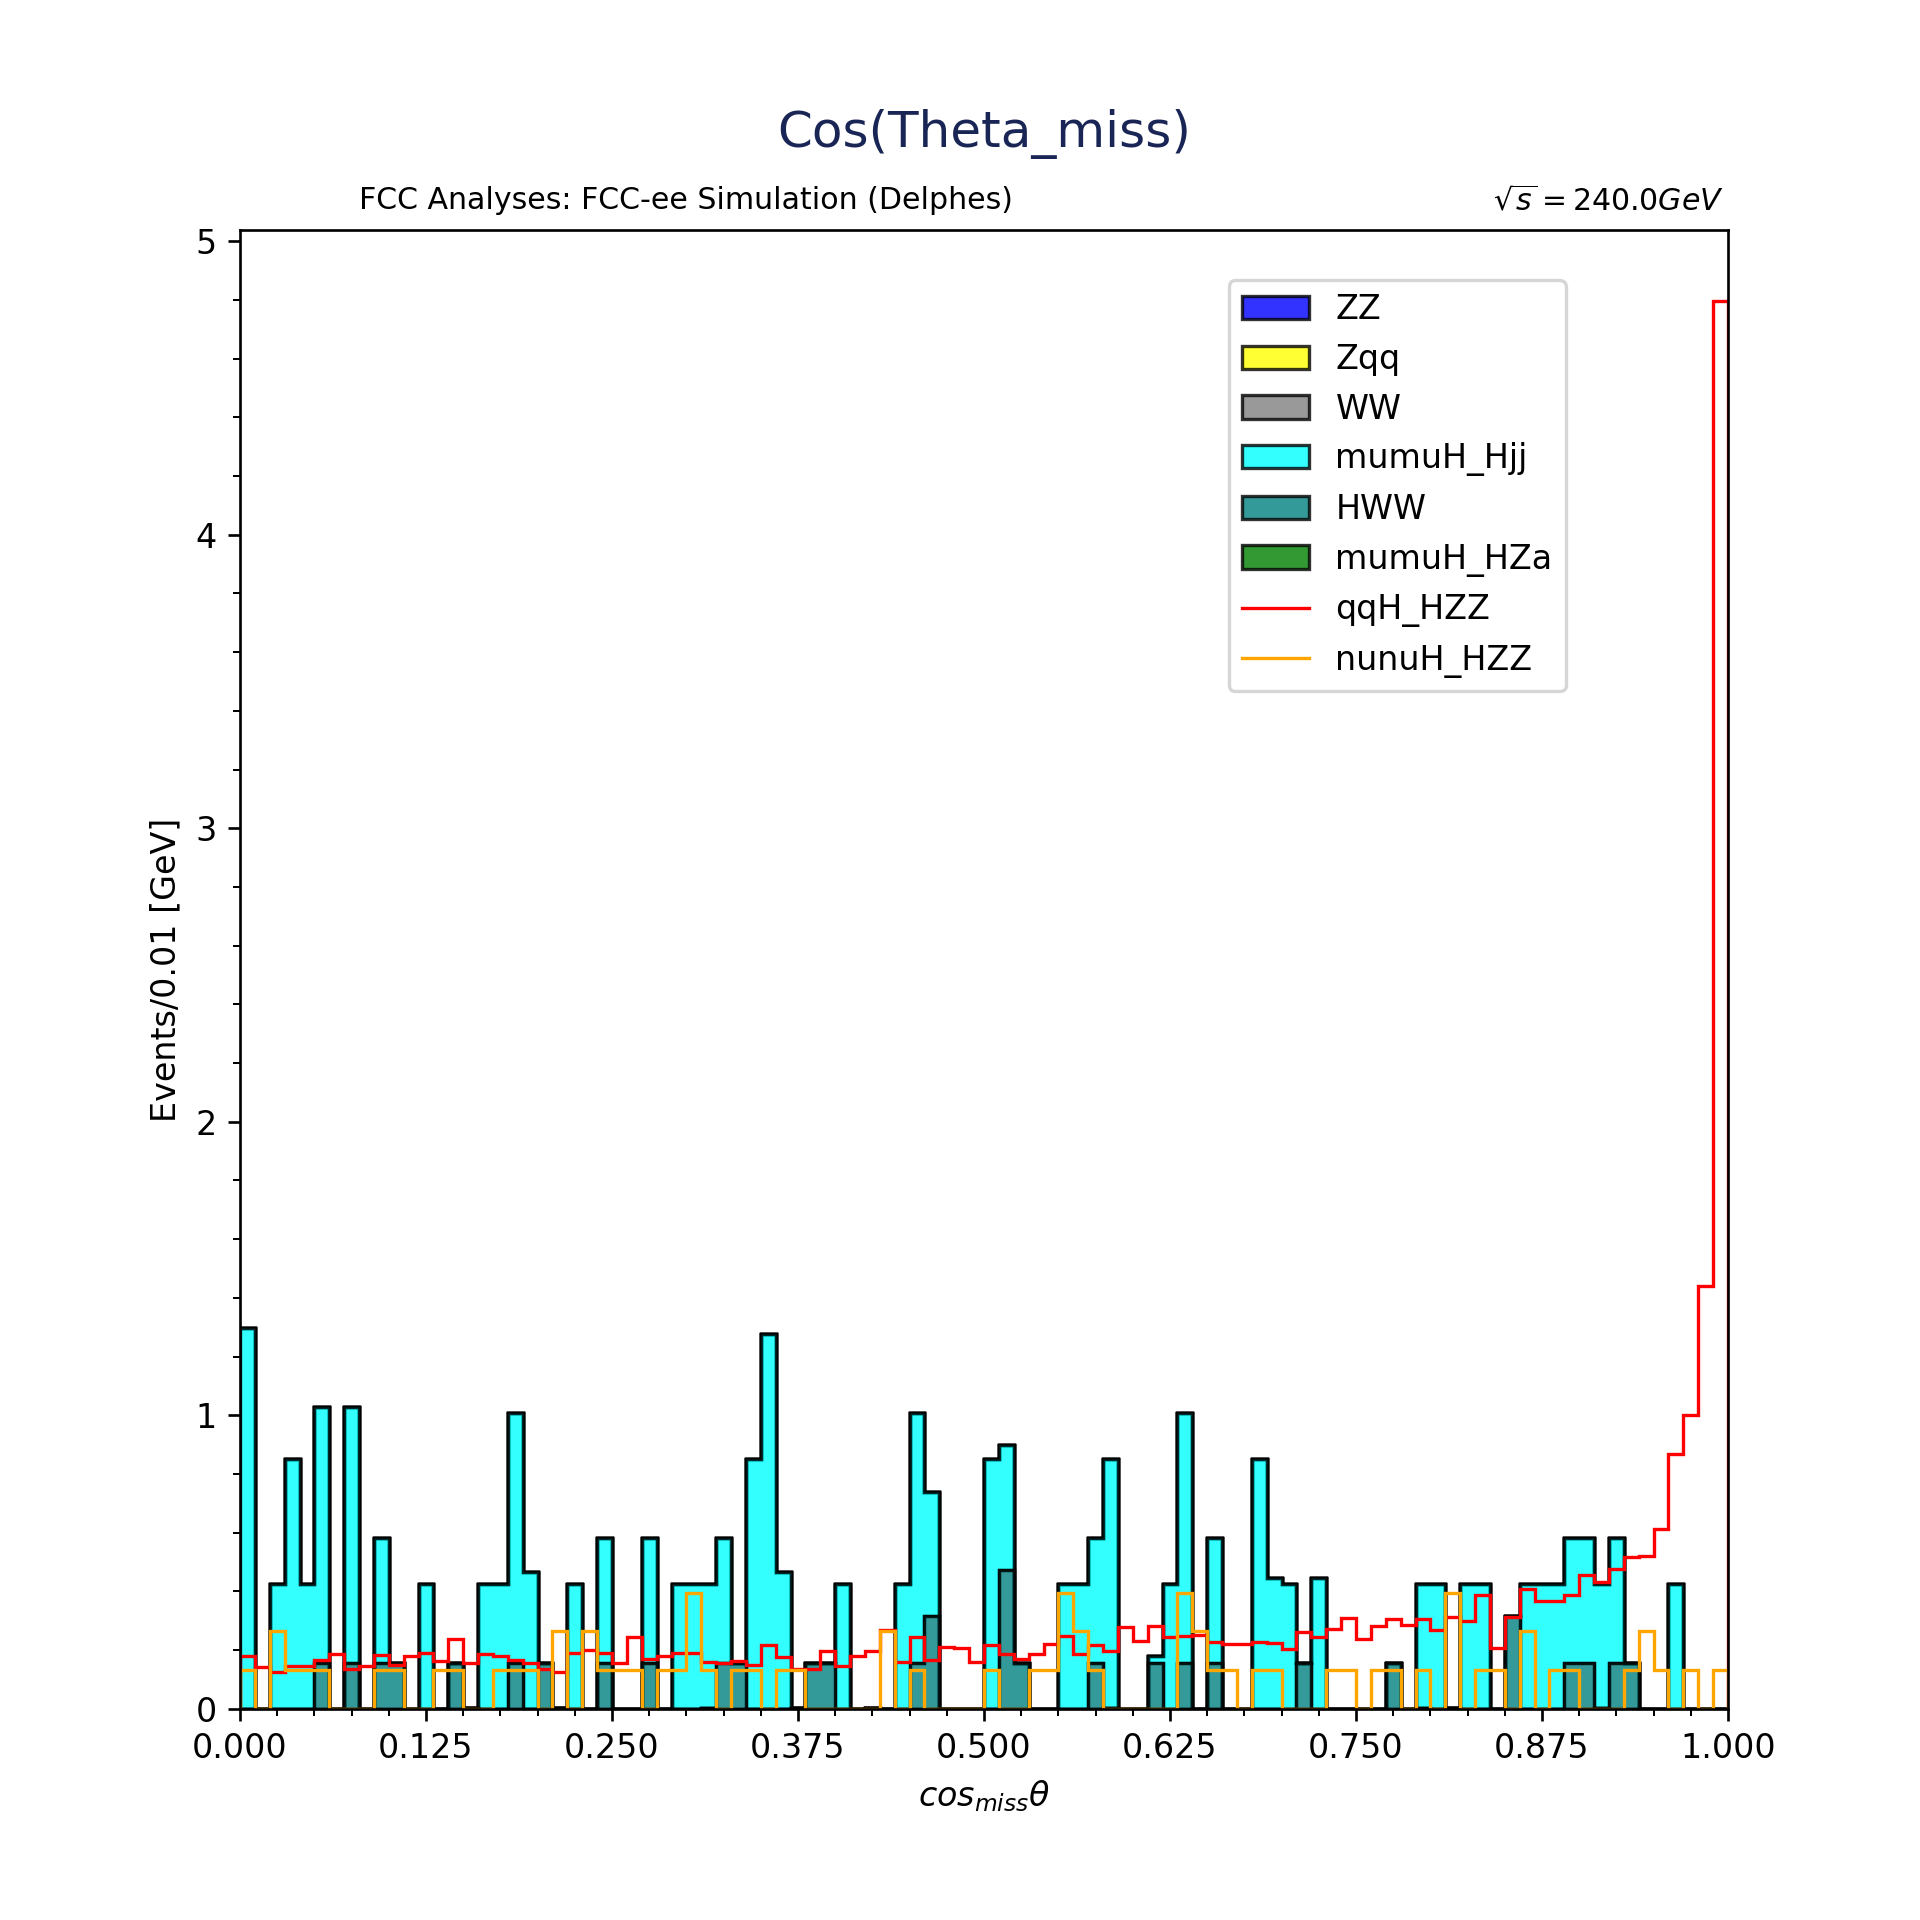 Cos(Theta_miss)
FCC Analyses: FCC-ee Simulation (Delphes)
√s = 240.0GeV
5
4
3
2
1
0
Events/0.01 [GeV]
ZZ
Zqq
WW
mumuH_Hjj
HWW
mumuH_HZa
qqH_HZZ
nunuH_HZZ
0.000 0.125 0.250 0.375 0.500 0.625 0.750 0.875 1.000
cos_miss θ